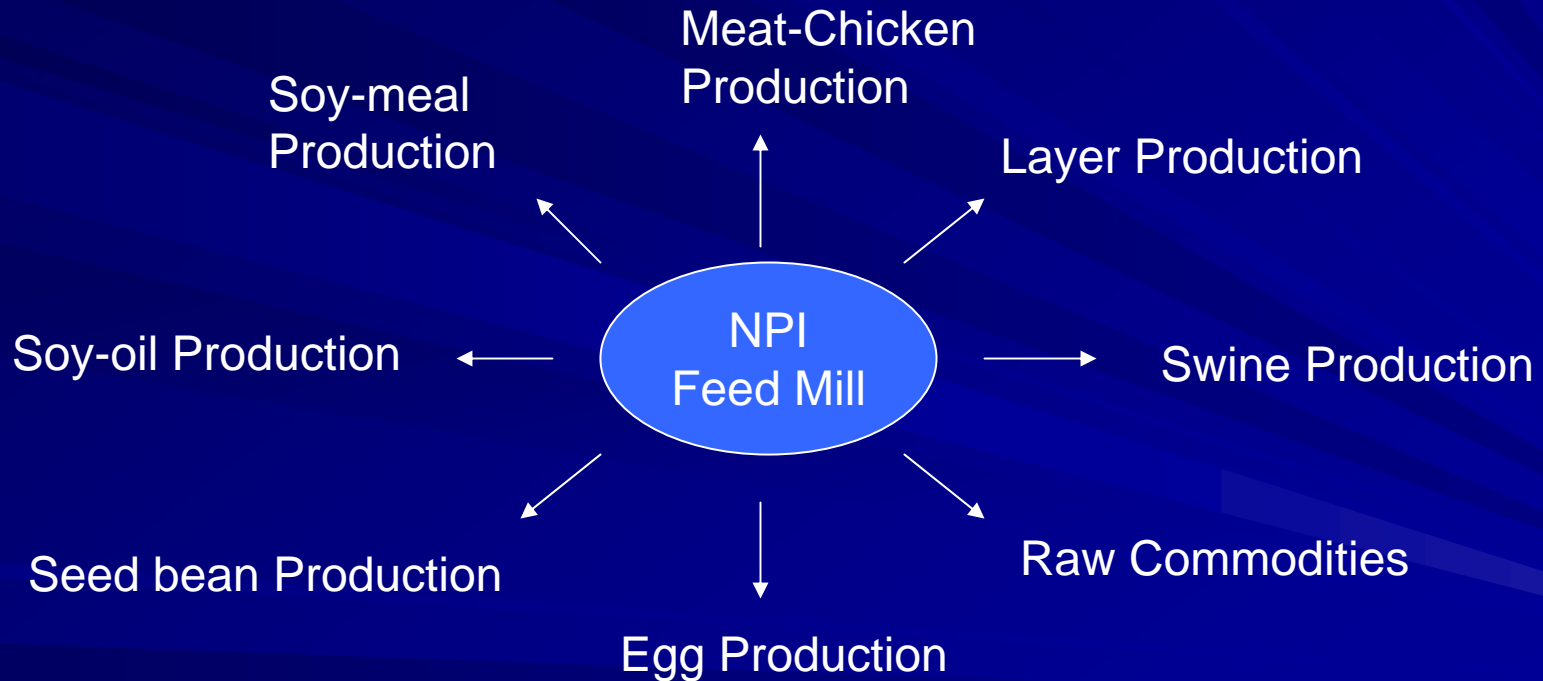 Meat-Chicken
Production
Soy-meal
Production
Layer Production
NPI
Feed Mill
Soy-oil Production
Swine Production
Seed bean Production
Raw Commodities
Egg Production